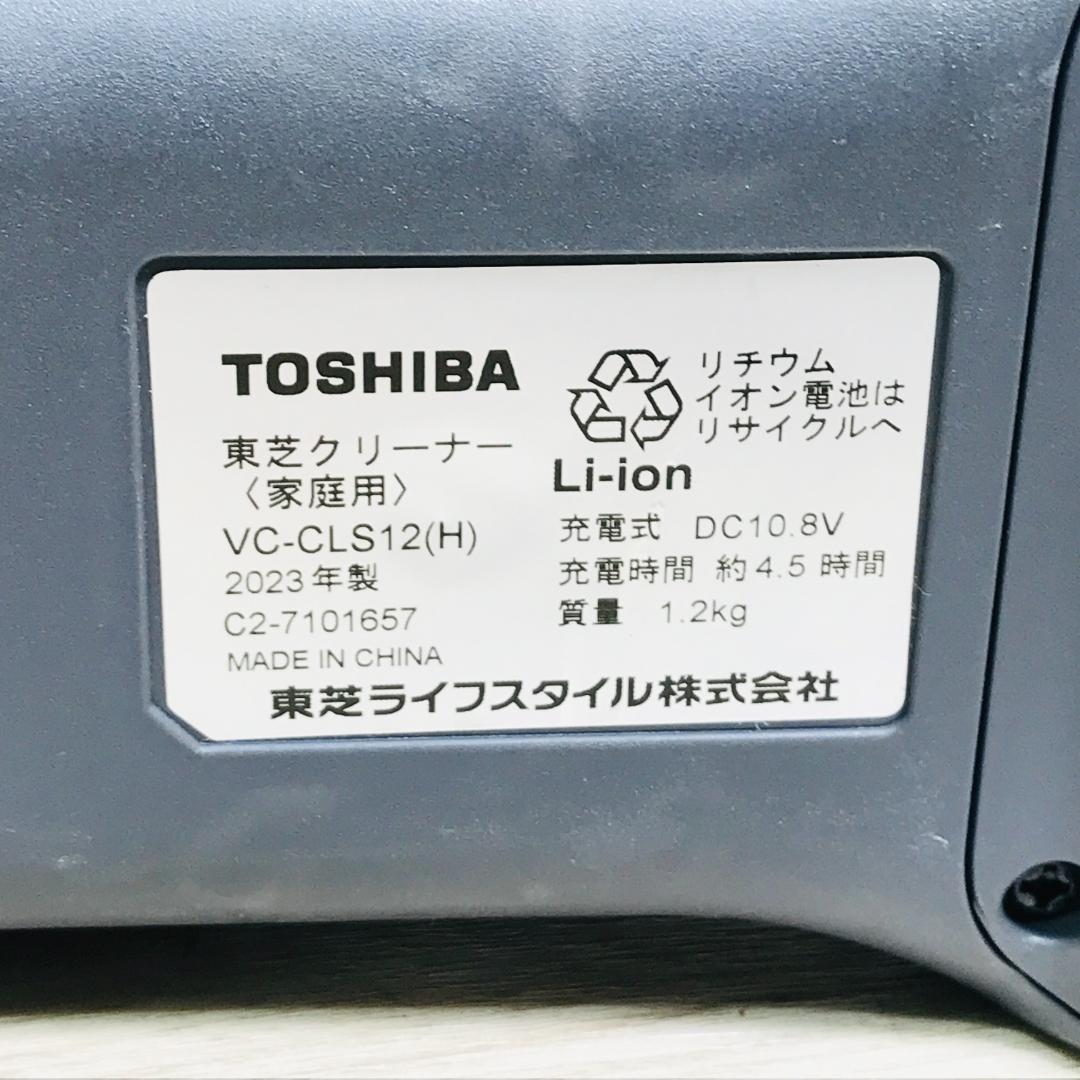 TOSHIBA
東芝クリーナー
〈家庭用〉
VC-CLS12(H)
2023年製
C2-7101657
MADE IN CHINA
リチウム
イオン電池は
リサイクルへ
Li-ion
充電式 DC10.8V
充電時間 約4.5時間
質量 1.2kg
東芝ライフスタイル株式会社